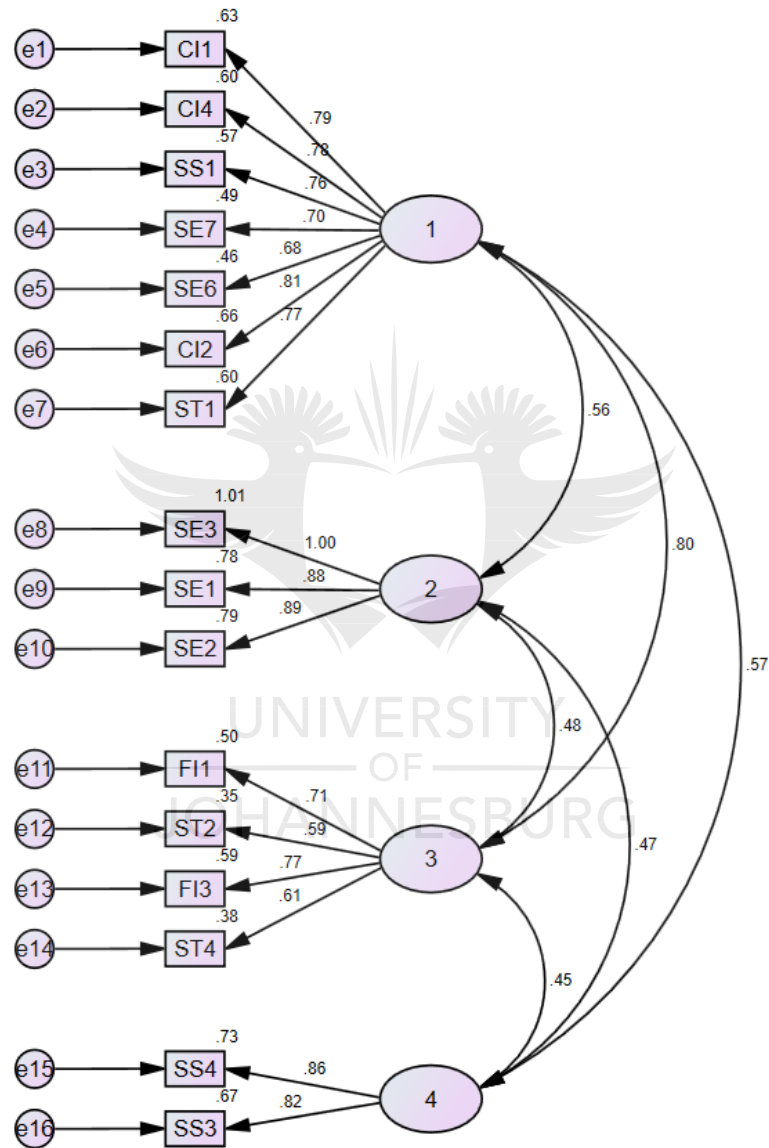 .63
e1 CI1
.60
.79
e2 CI4
.57
.78
e3 SS1
.76
.49
.70
e4 SE7 1
.68
.46
e5 SE6
.81
.66
.77
e6 CI2
.60
e7 ST1
.56
1.01
e8 SE3
1.00
.80
.78
.88
e9 SE1 2
.79
.89
e10 SE2
.57
UNIVERSITY
.48
.50
e11 FI1
OF
.35
.71
e12 ST2
JOHANNESBURG
.59
.59
.47
3
.77
e13 FI3
.61
.38
e14 ST4
.45
.73
e15 SS4
.86
.67
.82
4
e16 SS3